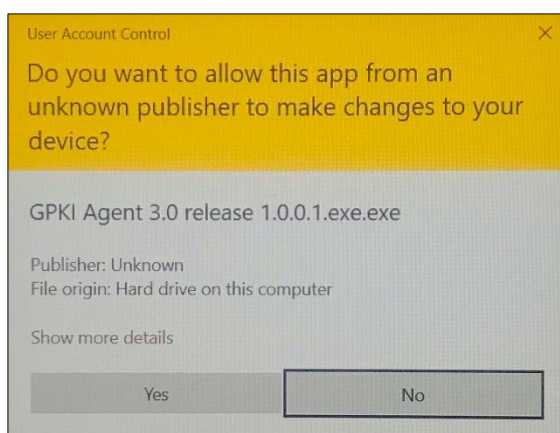 User Account Control
Do you want to allow this app from an
unknown publisher to make changes to your
device?
GPKI Agent 3.0 release 1.0.0.1.exe.exe
Publisher: Unknown
File origin: Hard drive on this computer
Show more details
Yes
No